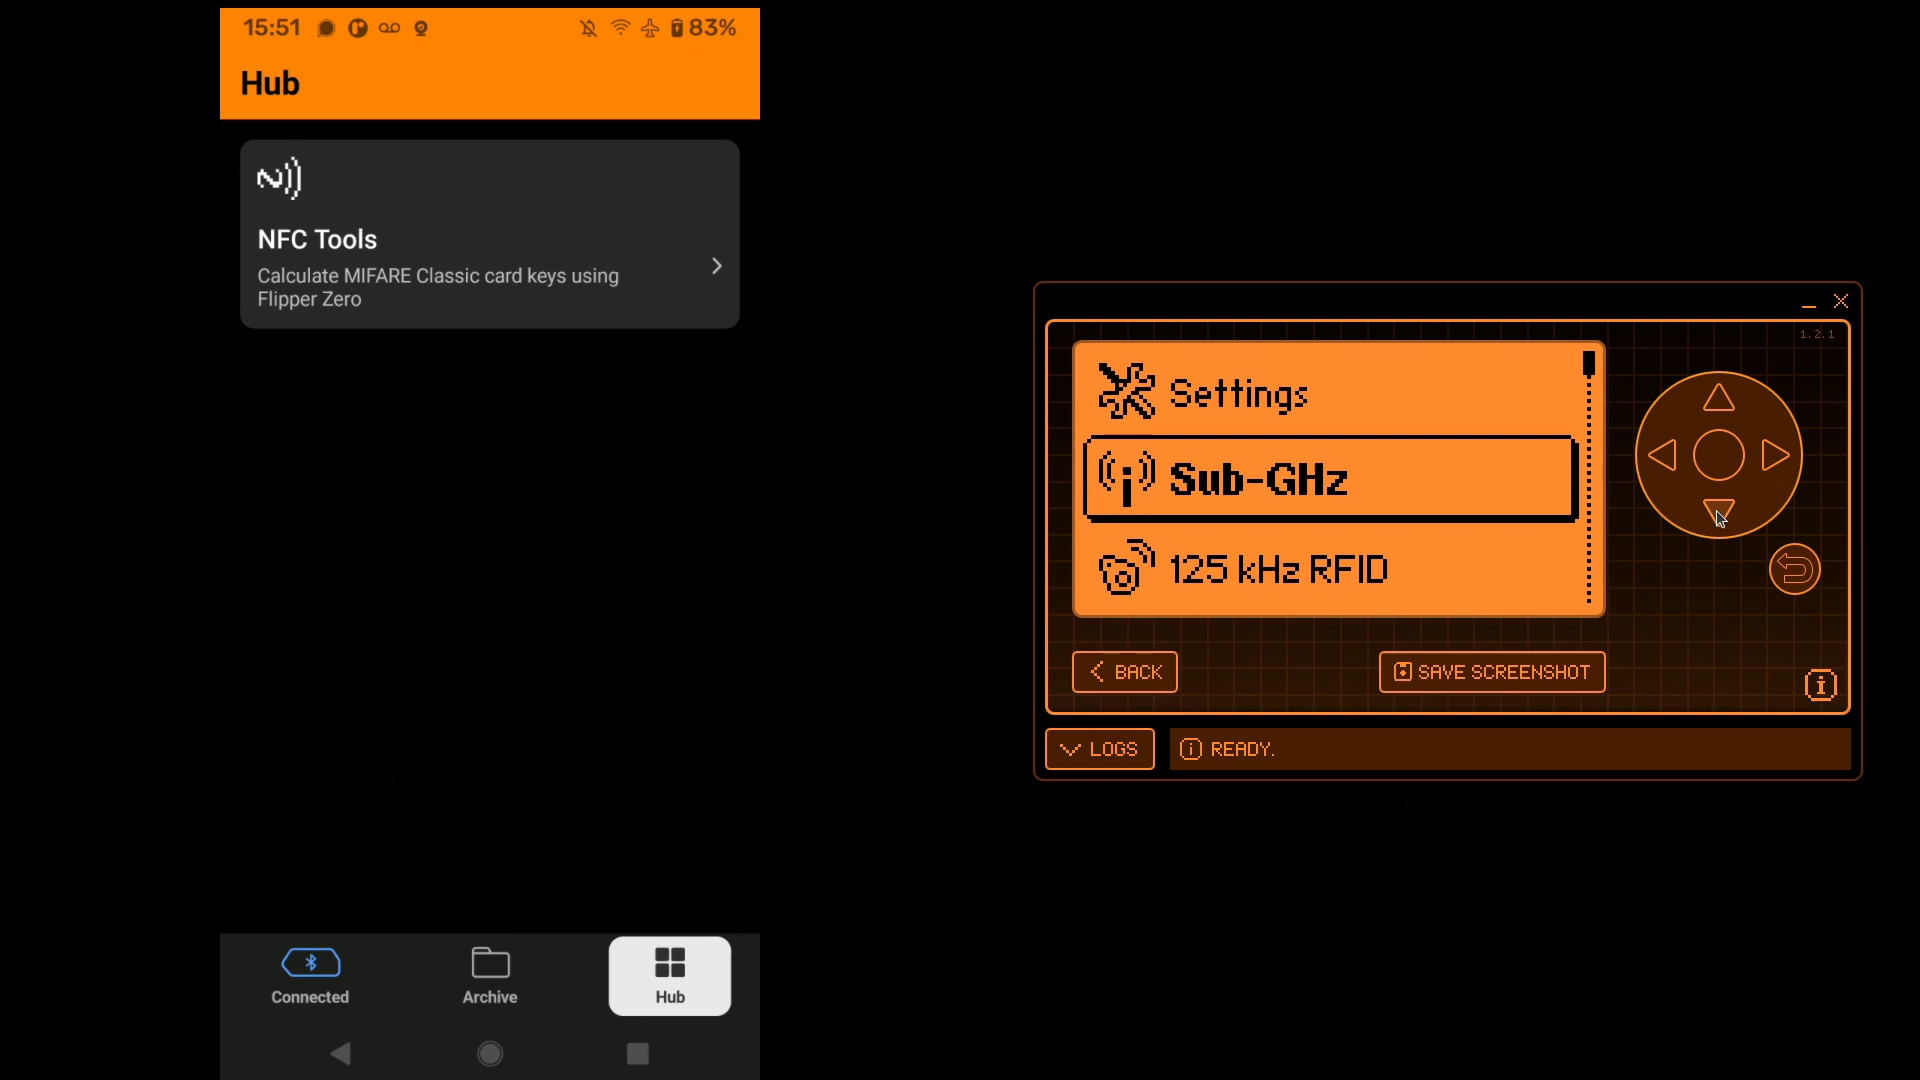 15:51
83%
Hub
NFC Tools
Calculate MIFARE Classic card keys using
Flipper Zero
Connected
Archive
Hub
1.2.1
Settings
Sub-GHz
125 kHz RFID
BACK
SAVE SCREENSHOT
LOGS
READY.